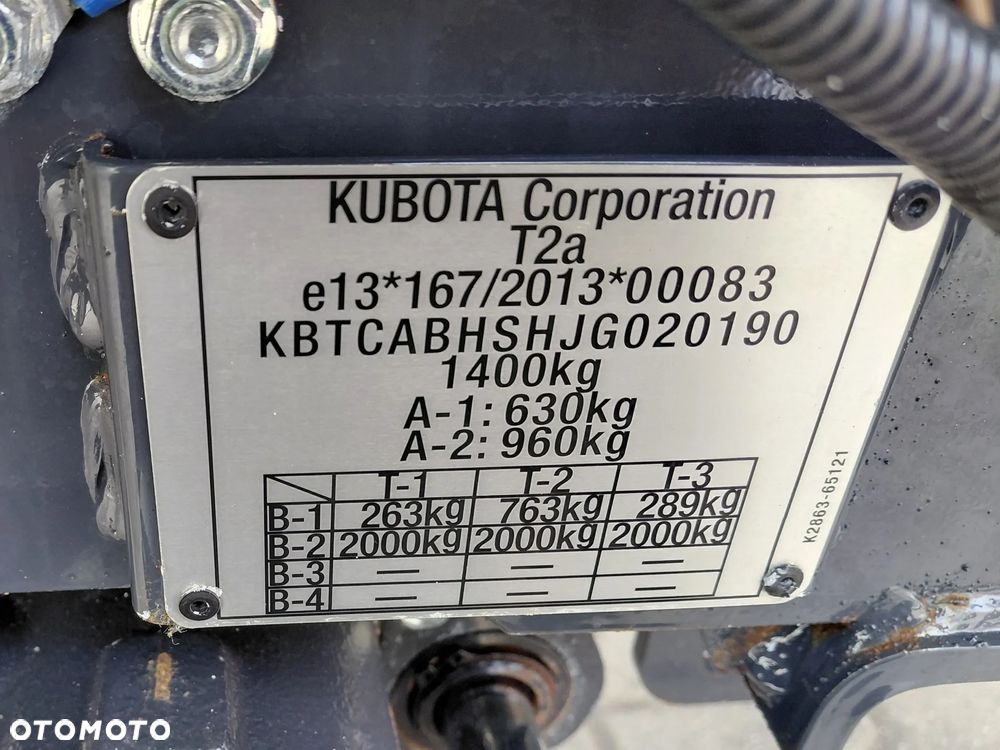 KUBOTA Corporation
T2a
e13*167/2013*00083
KBTCABHSHJG020190
1400kg
A-1: 630kg
A-2: 960kg
T-1 T-2 T-3
B-1 263kg 763kg 289kg
B-2 2000kg 2000kg 2000kg
B-3 — — —
B-4 — — —
K2863-65121
OTOMOTO